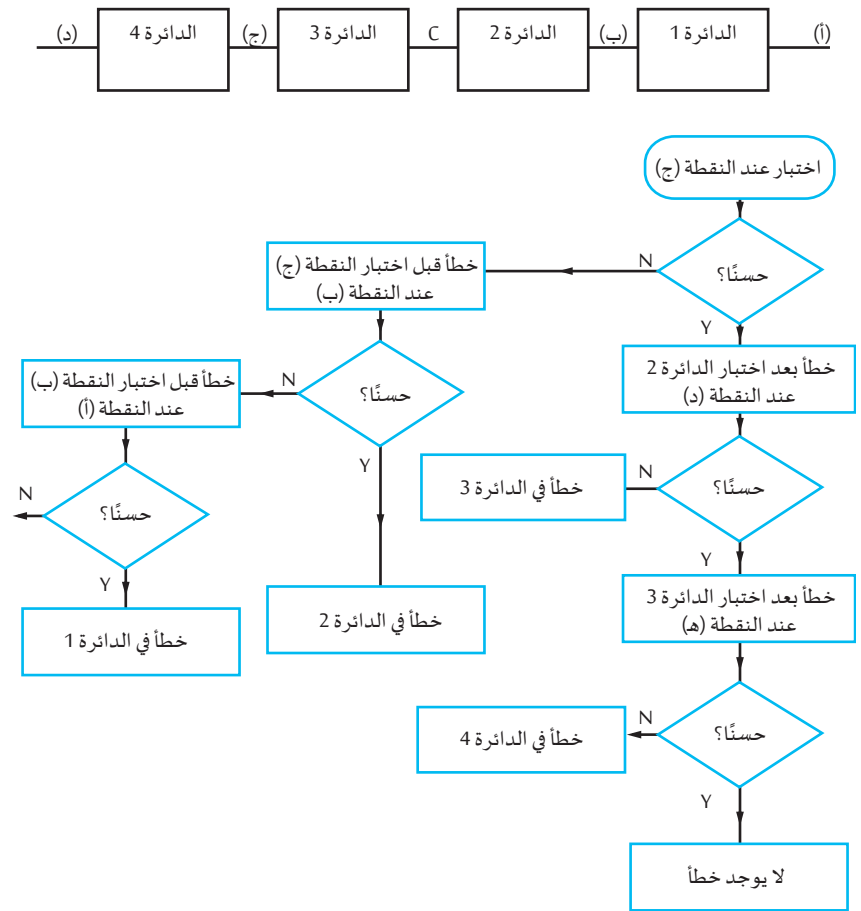 (أ)
الدائرة 1
(ب)
الدائرة 2
C
الدائرة 3
(ج)
الدائرة 4
(د)
اختبار عند النقطة (ج)
حسنًا؟
N
Y
خطأ قبل اختبار النقطة (ج)
عند النقطة (ب)
خطأ بعد اختبار الدائرة 2
عند النقطة (د)
حسنًا؟
N
Y
خطأ قبل اختبار النقطة (ب)
عند النقطة (أ)
حسنًا؟
N
Y
خطأ في الدائرة 3
حسنًا؟
N
Y
خطأ بعد اختبار الدائرة 3
عند النقطة (ه)
خطأ في الدائرة 2
خطأ في الدائرة 1
حسنًا؟
N
Y
خطأ في الدائرة 4
لا يوجد خطأ